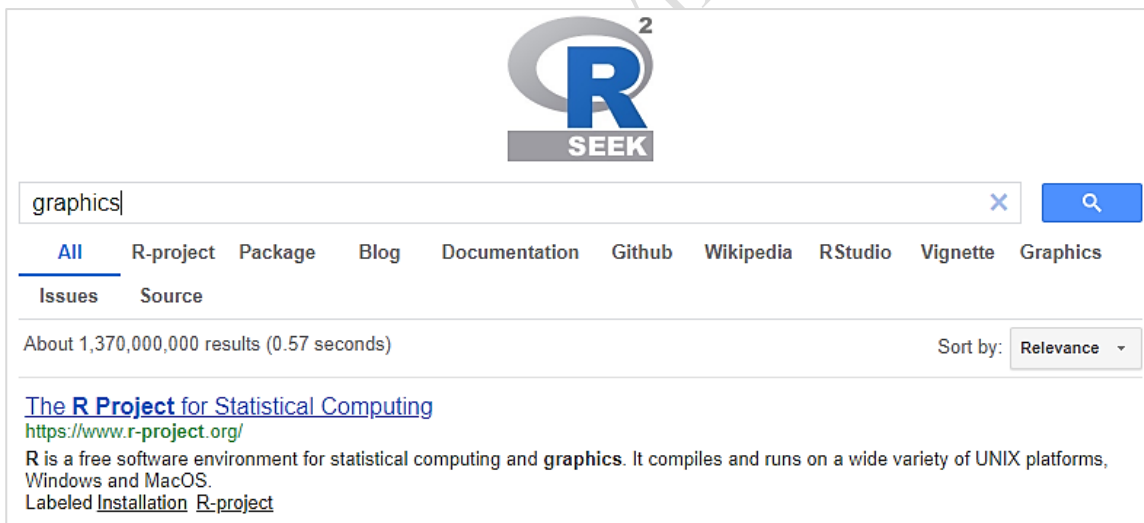 R 2
SEEK
graphics
All R-project Package Blog Documentation Github Wikipedia RStudio Vignette Graphics
Issues Source
About 1,370,000,000 results (0.57 seconds) Sort by: Relevance
The R Project for Statistical Computing
https://www.r-project.org/
R is a free software environment for statistical computing and graphics. It compiles and runs on a wide variety of UNIX platforms,
Windows and MacOS.
Labeled Installation R-project